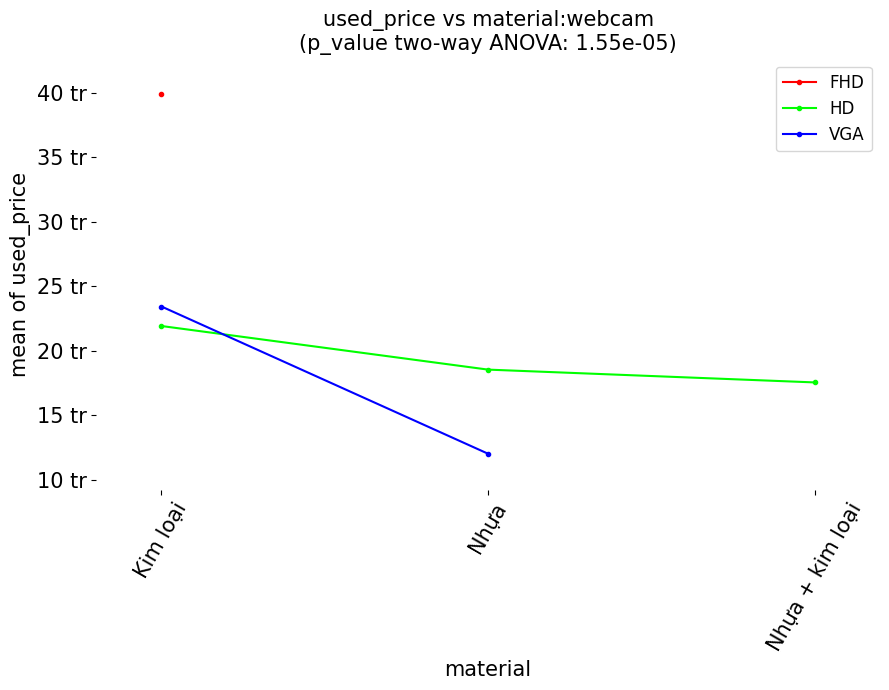 used_price vs material:webcam
(p_value two-way ANOVA: 1.55e-05)
FHD
HD
VGA
40 tr
35 tr
30 tr
25 tr
20 tr
15 tr
10 tr
mean of used_price
Kim loại
Nhựa
Nhựa + kim loại
material